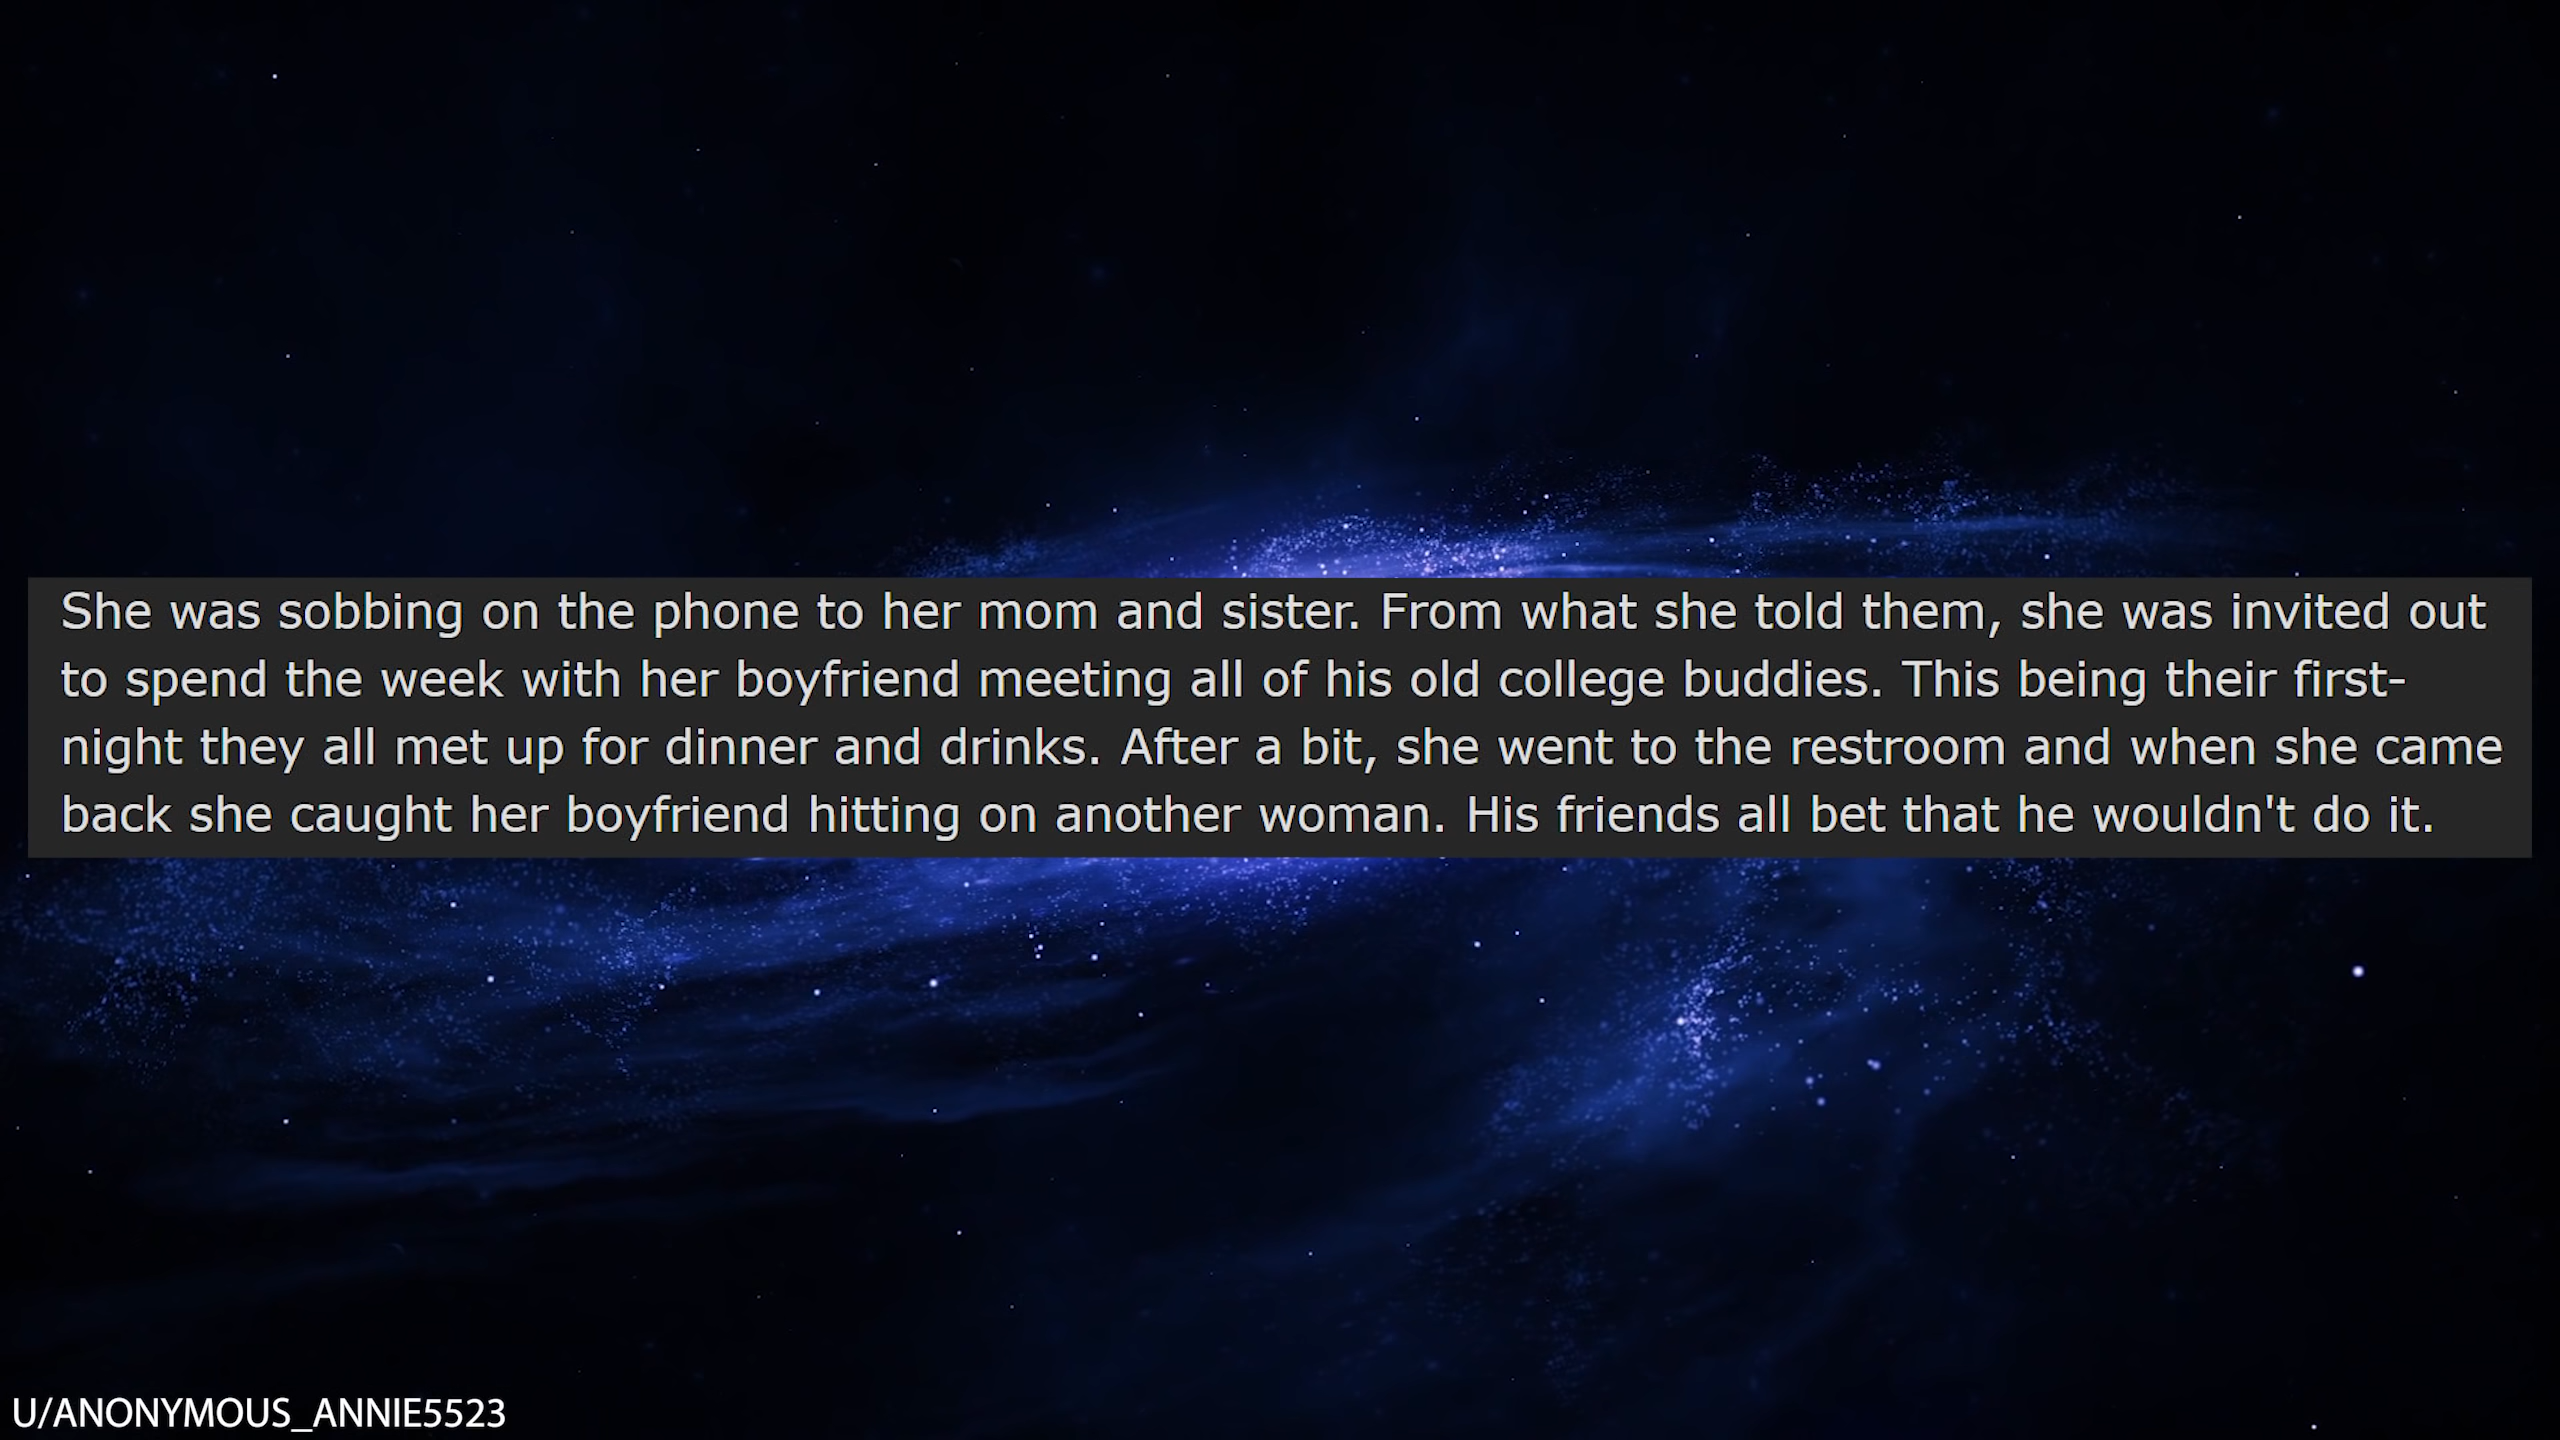 She was sobbing on the phone to her mom and sister. From what she told them, she was invited out
to spend the week with her boyfriend meeting all of his old college buddies. This being their first-
night they all met up for dinner and drinks. After a bit, she went to the restroom and when she came
back she caught her boyfriend hitting on another woman. His friends all bet that he wouldn't do it.
U/ANONYMOUS_ANNIE5523